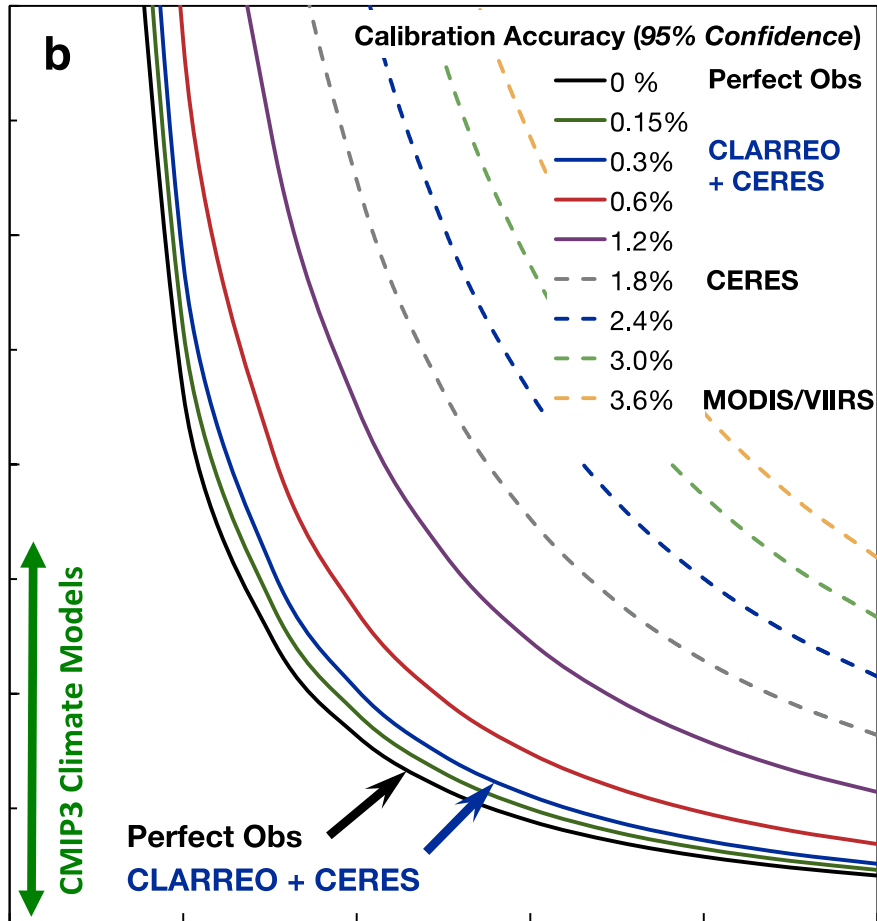 b
Calibration Accuracy (95% Confidence)
0 % Perfect Obs
0.15%
0.3% CLARREO
+ CERES
0.6%
1.2%
1.8% CERES
2.4%
3.0%
3.6% MODIS/VIIRS
CMIP3 Climate Models
Perfect Obs
CLARREO + CERES